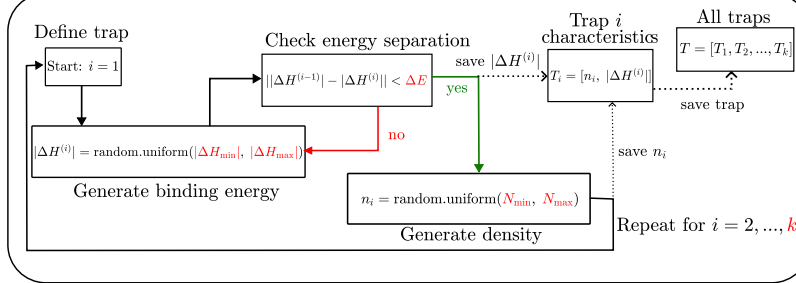 Define trap
Start: i = 1
|ΔH⁽ⁱ⁾| = random.uniform(|ΔH_min|, |ΔH_max|)
Generate binding energy
Check energy separation
||ΔH⁽ⁱ⁻¹⁾| − |ΔH⁽ⁱ⁾|| < ΔE
no
yes
save |ΔH⁽ⁱ⁾|
n_i = random.uniform(N_min, N_max)
Generate density
Trap i
characteristics
T_i = [n_i, |ΔH⁽ⁱ⁾|]
save n_i
All traps
T = [T_1, T_2, ..., T_k]
save trap
Repeat for i = 2, ..., k